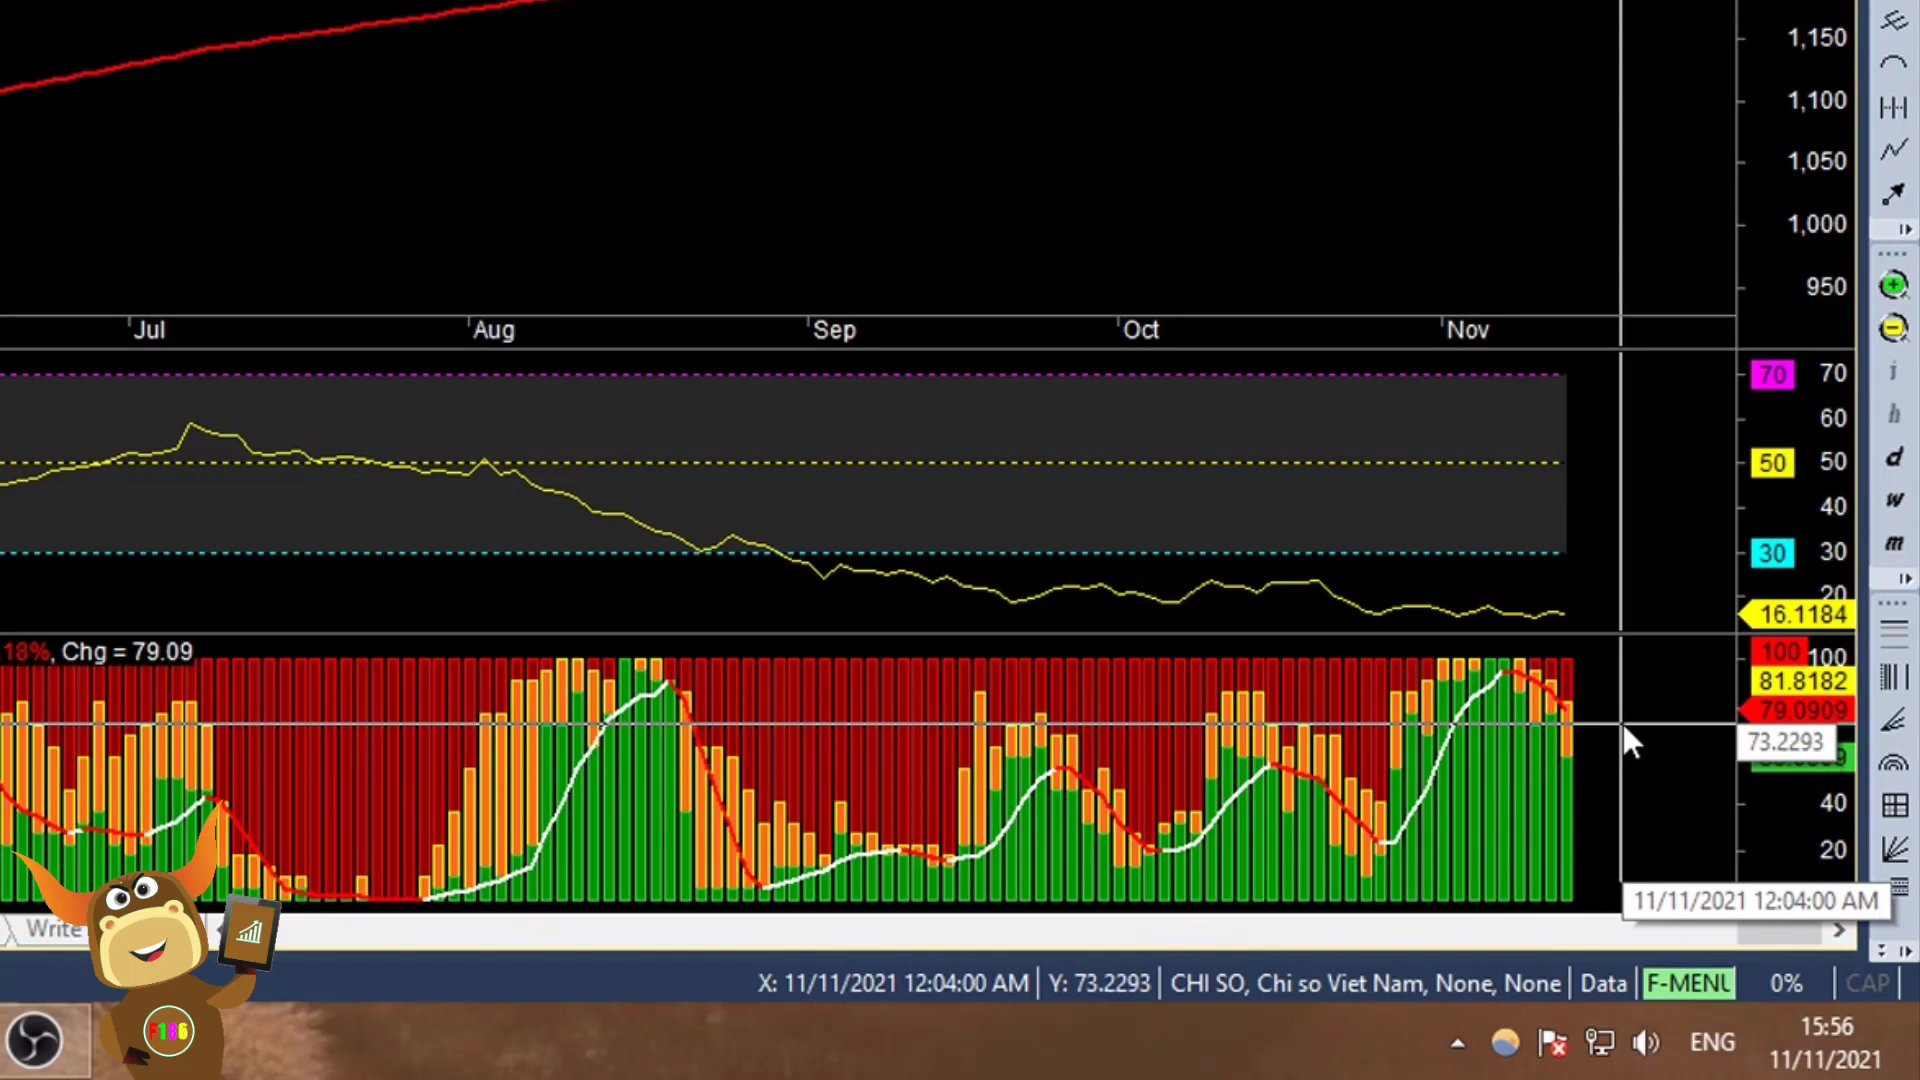 1,150
1,100
1,050
1,000
950
Jul Aug Sep Oct Nov
70 70
60
50 50
40
30 30
20
16.1184
18%, Chg = 79.09
100 100
81.8182
79.0909
73.2293
40
20
i
h
d
w
m
11/11/2021 12:04:00 AM
Write
X: 11/11/2021 12:04:00 AM Y: 73.2293 CHI SO, Chi so Viet Nam, None, None Data F-MENU 0% CAP
F186
ENG
15:56
11/11/2021